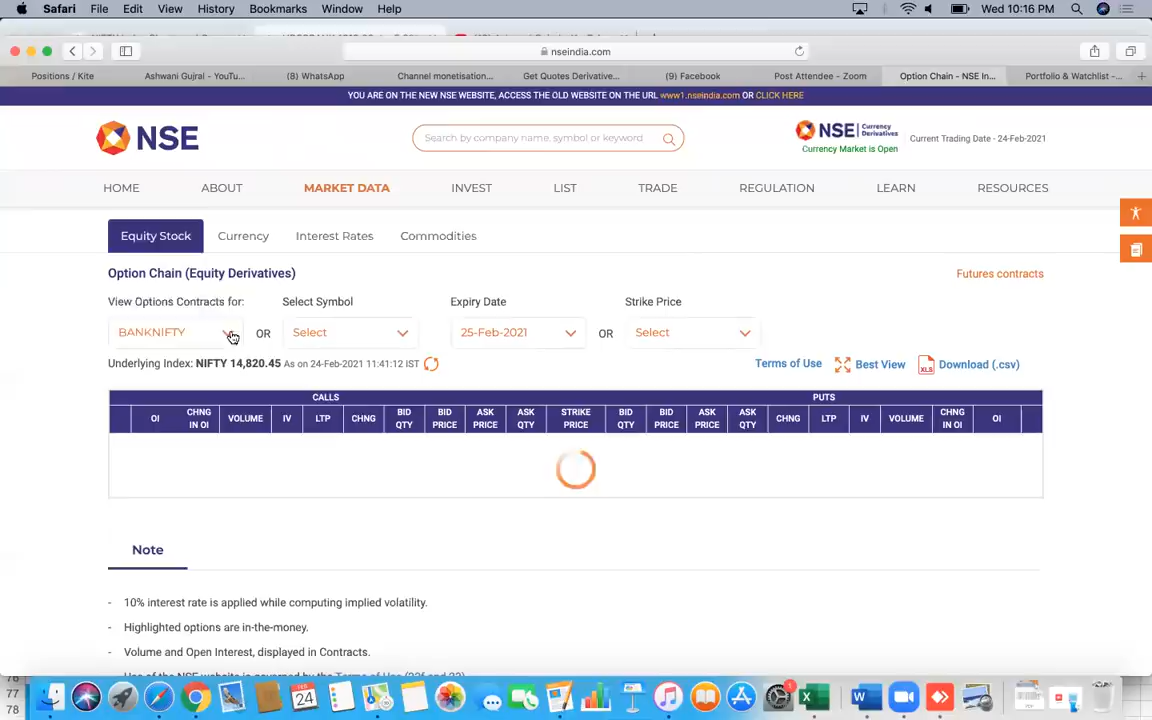 Safari File Edit View History Bookmarks Window Help Wed 10:16 PM
nseindia.com
Positions / Kite Ashwani Gujral - YouTu... (8) WhatsApp Channel monetisation... Get Quotes Derivative... (9) Facebook Post Attendee - Zoom Option Chain - NSE In... Portfolio & Watchlist -...
YOU ARE ON THE NEW NSE WEBSITE, ACCESS THE OLD WEBSITE ON THE URL www1.nseindia.com OR CLICK HERE
NSE
Search by company name, symbol or keyword
NSE Currency Derivatives
Currency Market is Open
Current Trading Date - 24-Feb-2021
HOME ABOUT MARKET DATA INVEST LIST TRADE REGULATION LEARN RESOURCES
Equity Stock Currency Interest Rates Commodities
Option Chain (Equity Derivatives) Futures contracts
View Options Contracts for: Select Symbol Expiry Date Strike Price
BANKNIFTY OR Select 25-Feb-2021 OR Select
Underlying Index: NIFTY 14,820.45 As on 24-Feb-2021 11:41:12 IST Terms of Use Best View XLS Download (.csv)
CALLS PUTS
OI CHNG IN OI VOLUME IV LTP CHNG BID QTY BID PRICE ASK PRICE ASK QTY STRIKE PRICE BID QTY BID PRICE ASK PRICE ASK QTY CHNG LTP IV VOLUME CHNG IN OI OI
Note
- 10% interest rate is applied while computing implied volatility.
- Highlighted options are in-the-money.
- Volume and Open Interest, displayed in Contracts.
77
78
FEB
24
1